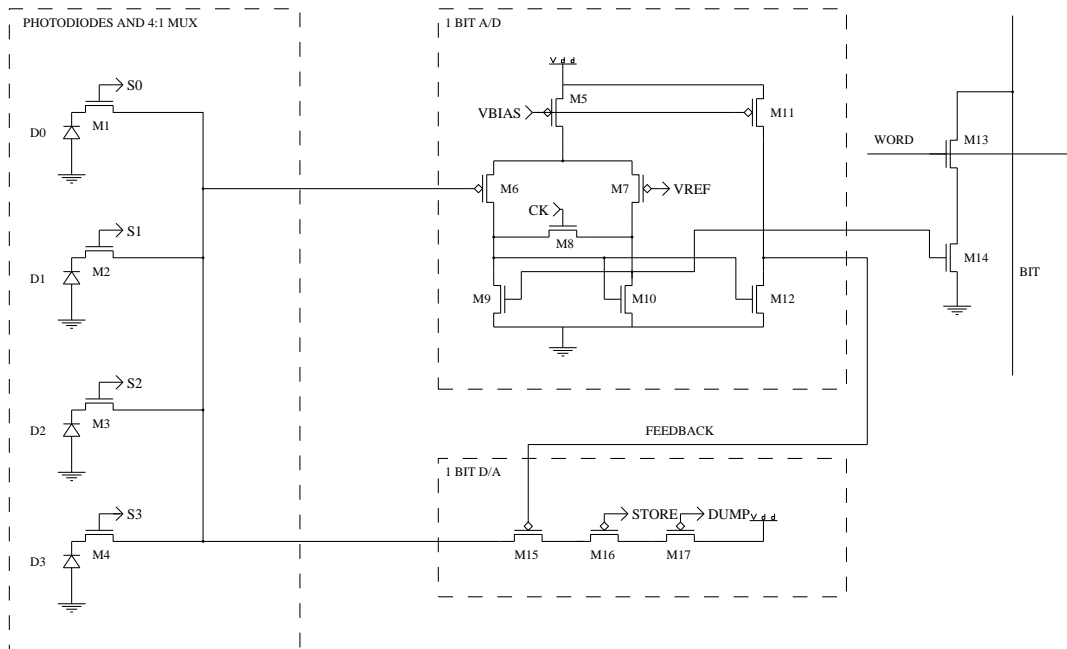 PHOTODIODES AND 4:1 MUX
S0
M1
D0
S1
M2
D1
S2
M3
D2
S3
M4
D3
1 BIT A/D
Vdd
M5
VBIAS
M11
M6
M7
VREF
CK
M8
M9
M10
M12
WORD
M13
M14
BIT
FEEDBACK
1 BIT D/A
STORE
DUMP
Vdd
M15
M16
M17